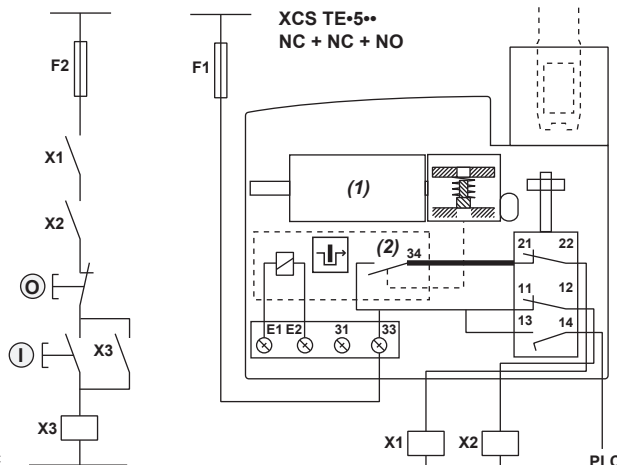 XCS TE•5••
NC + NC + NO
F2
F1
X1
(1)
X2
(2)
34
21 22
O
11 12
13 14
E1 E2 31 33
I
X3
X3
X1 X2
PLC